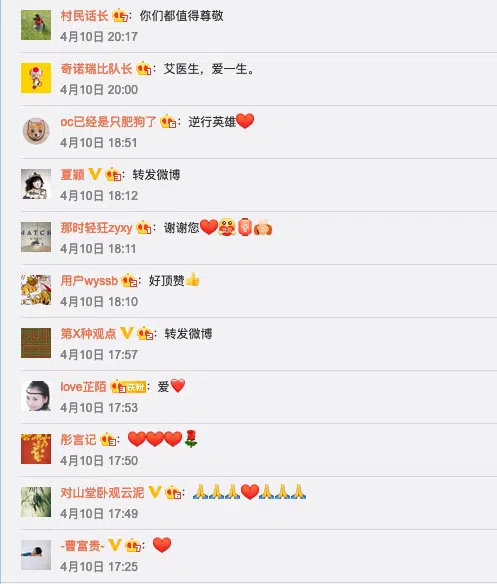 村民话长：你们都值得尊敬
4月10日 20:17
奇诺瑞比队长：艾医生，爱一生。
4月10日 20:00
oc已经是只肥狗了：逆行英雄❤️
4月10日 18:51
夏颖：转发微博
4月10日 18:12
那时轻狂zyxy：谢谢您❤️
4月10日 18:11
用户wyssb：好顶赞👍
4月10日 18:10
第X种观点：转发微博
4月10日 17:57
love芷陌 铁粉：爱❤️
4月10日 17:53
彤言记：❤️❤️❤️🌹
4月10日 17:50
对山堂卧观云泥：🙏🙏🙏❤️🙏🙏🙏
4月10日 17:49
-曹富贵-：❤️
4月10日 17:25